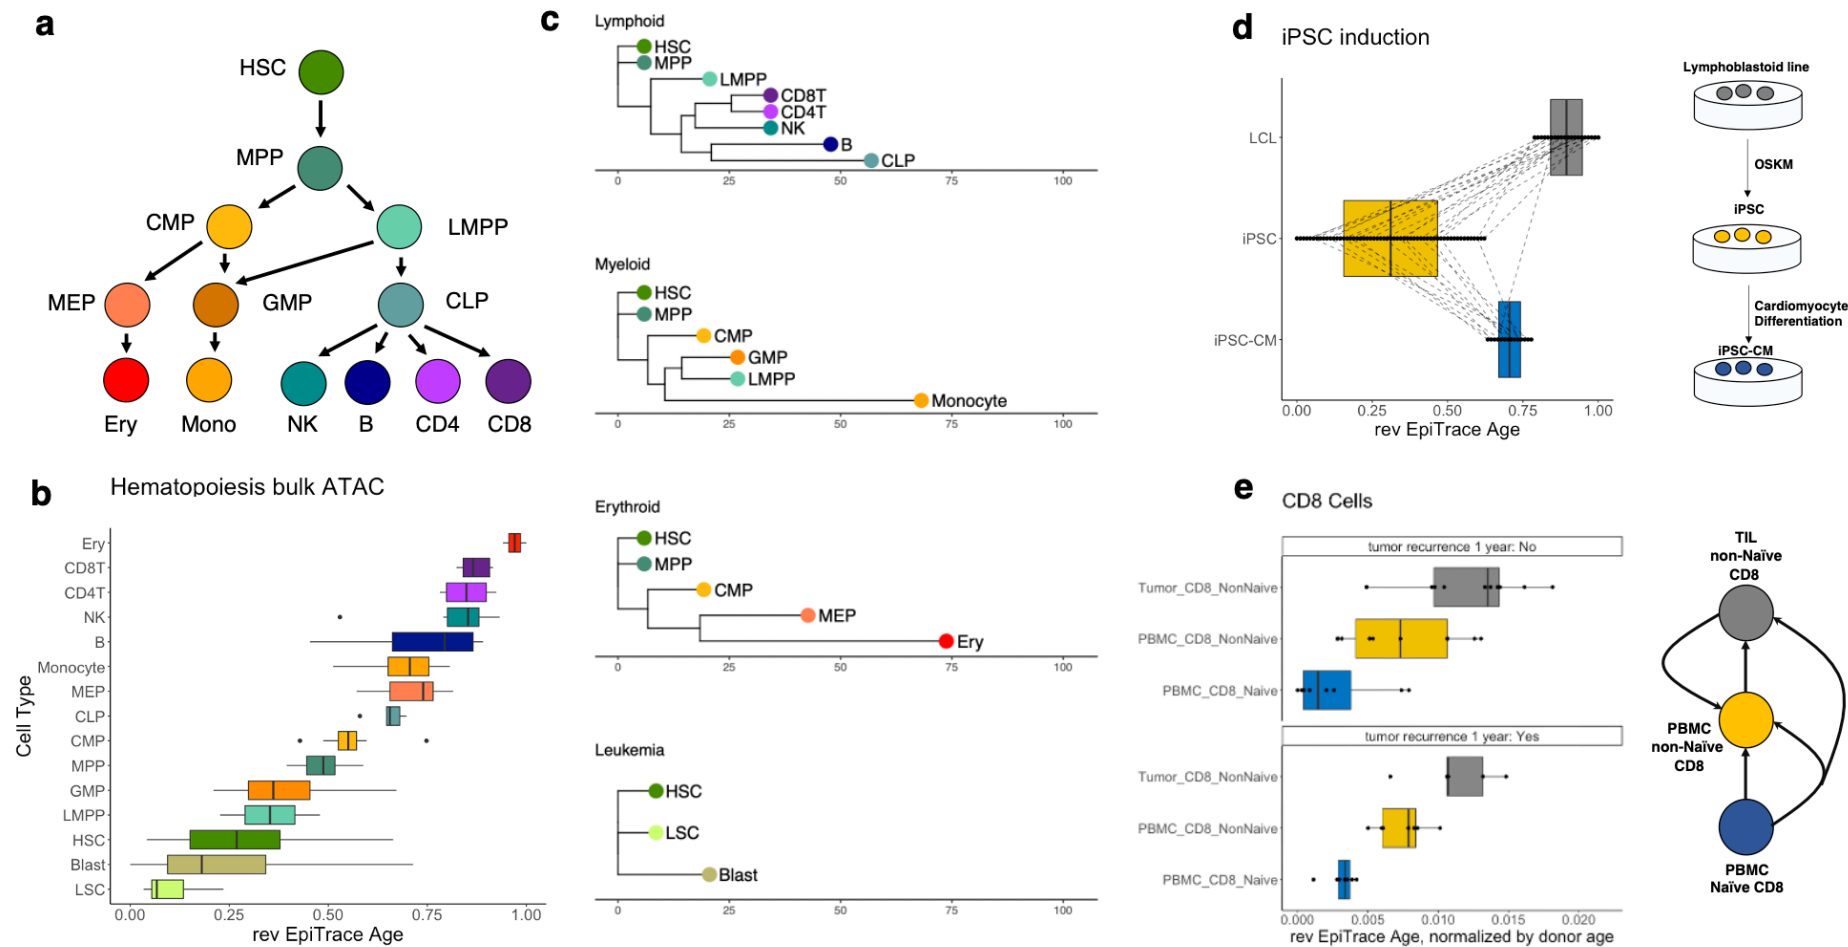 a
HSC
MPP
CMP
LMPP
MEP
GMP
CLP
Ery
Mono
NK
B
CD4
CD8
b
Hematopoiesis bulk ATAC
Cell Type
Ery
CD8T
CD4T
NK
B
Monocyte
MEP
CLP
CMP
MPP
GMP
LMPP
HSC
Blast
LSC
0.00 0.25 0.50 0.75 1.00
rev EpiTrace Age
c
Lymphoid
HSC
MPP
LMPP
CD8T
CD4T
NK
B
CLP
0 25 50 75 100
Myeloid
HSC
MPP
CMP
GMP
LMPP
Monocyte
0 25 50 75 100
Erythroid
HSC
MPP
CMP
MEP
Ery
0 25 50 75 100
Leukemia
HSC
LSC
Blast
0 25 50 75 100
d
iPSC induction
LCL
iPSC
iPSC-CM
0.00 0.25 0.50 0.75 1.00
rev EpiTrace Age
Lymphoblastoid line
OSKM
iPSC
Cardiomyocyte
Differentiation
iPSC-CM
e
CD8 Cells
tumor recurrence 1 year: No
Tumor_CD8_NonNaive
PBMC_CD8_NonNaive
PBMC_CD8_Naive
tumor recurrence 1 year: Yes
Tumor_CD8_NonNaive
PBMC_CD8_NonNaive
PBMC_CD8_Naive
0.000 0.005 0.010 0.015 0.020
rev EpiTrace Age, normalized by donor age
TIL
non-Naïve
CD8
PBMC
non-Naïve
CD8
PBMC
Naïve CD8